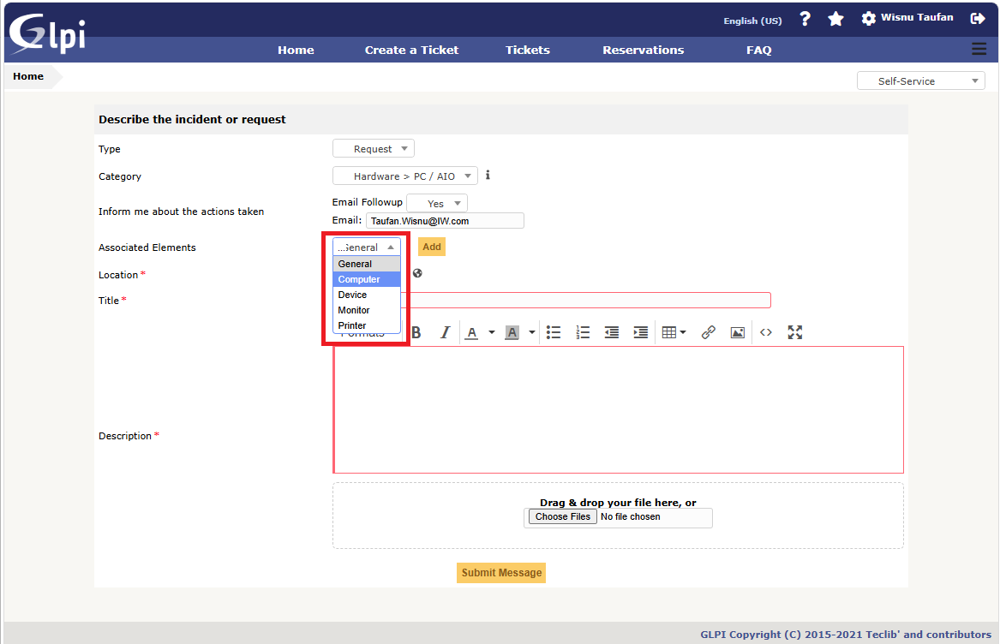 Glpi
English (US) ? Wisnu Taufan
Home Create a Ticket Tickets Reservations FAQ
Home
Self-Service
Describe the incident or request
Type Request
Category Hardware > PC / AIO i
Inform me about the actions taken
Email Followup Yes
Email: Taufan.Wisnu@IW.com
Associated Elements ...General Add
General
Location *
Computer
Device
Title *
Monitor
Printer
Formats B I A A
Description *
Drag & drop your file here, or
Choose Files No file chosen
Submit Message
GLPI Copyright (C) 2015-2021 Teclib' and contributors